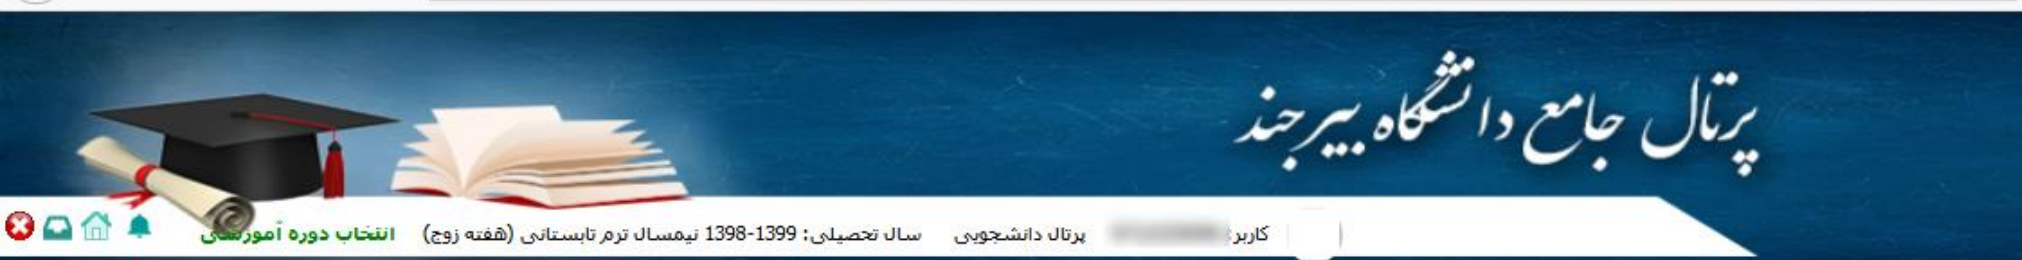 پرتال جامع دانشگاه بیرجند
کاربر: پرتال دانشجویی سال تحصیلی: 1399-1398 نیمسال ترم تابستانی (هفته زوج) انتخاب دوره آموزشی